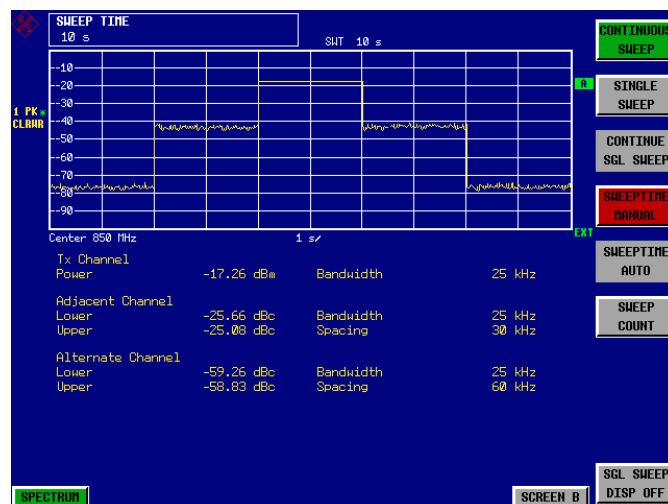 SWEEP TIME
10 s
SWT 10 s
-10
-20
-30
-40
-50
-60
-70
-80
-90
A
1 PK
CLRWR
Center 850 MHz
1 s/
EXT
Tx Channel
Power -17.26 dBm Bandwidth 25 kHz
Adjacent Channel
Lower -25.66 dBc Bandwidth 25 kHz
Upper -25.08 dBc Spacing 30 kHz
Alternate Channel
Lower -59.26 dBc Bandwidth 25 kHz
Upper -58.83 dBc Spacing 60 kHz
CONTINUOUS
SWEEP
SINGLE
SWEEP
CONTINUE
SGL SWEEP
SWEEPTIME
MANUAL
SWEEPTIME
AUTO
SWEEP
COUNT
SGL SWEEP
DISP OFF
SPECTRUM
SCREEN B